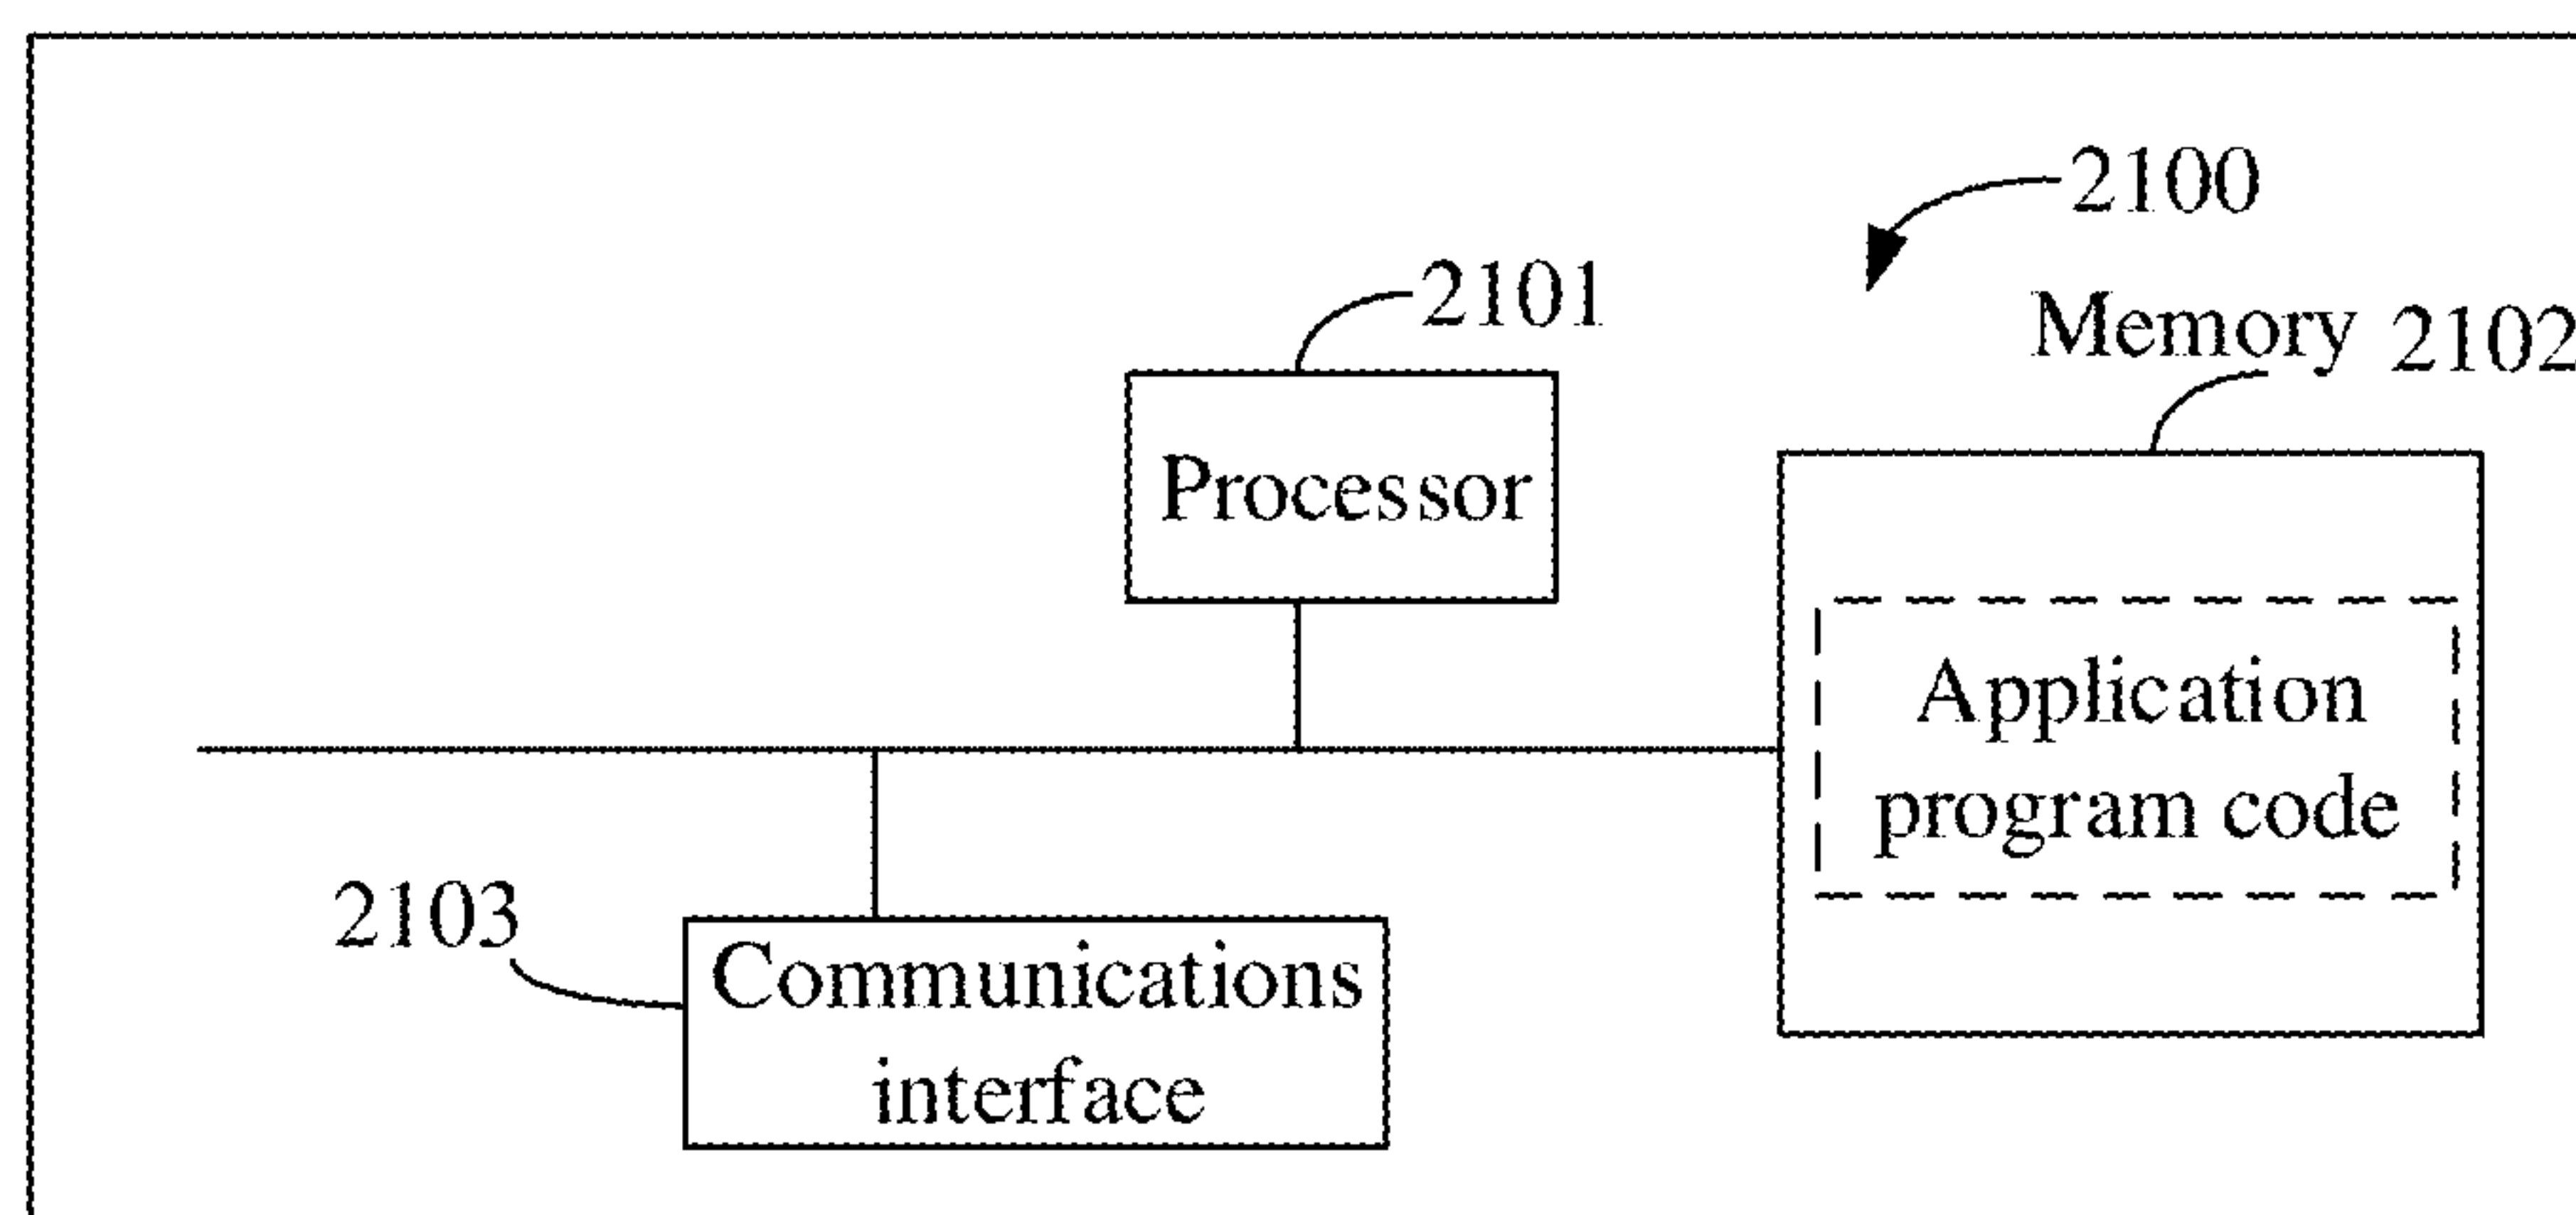 2100
2101
Memory 2102
Processor
Application
program code
2103
Communications
interface